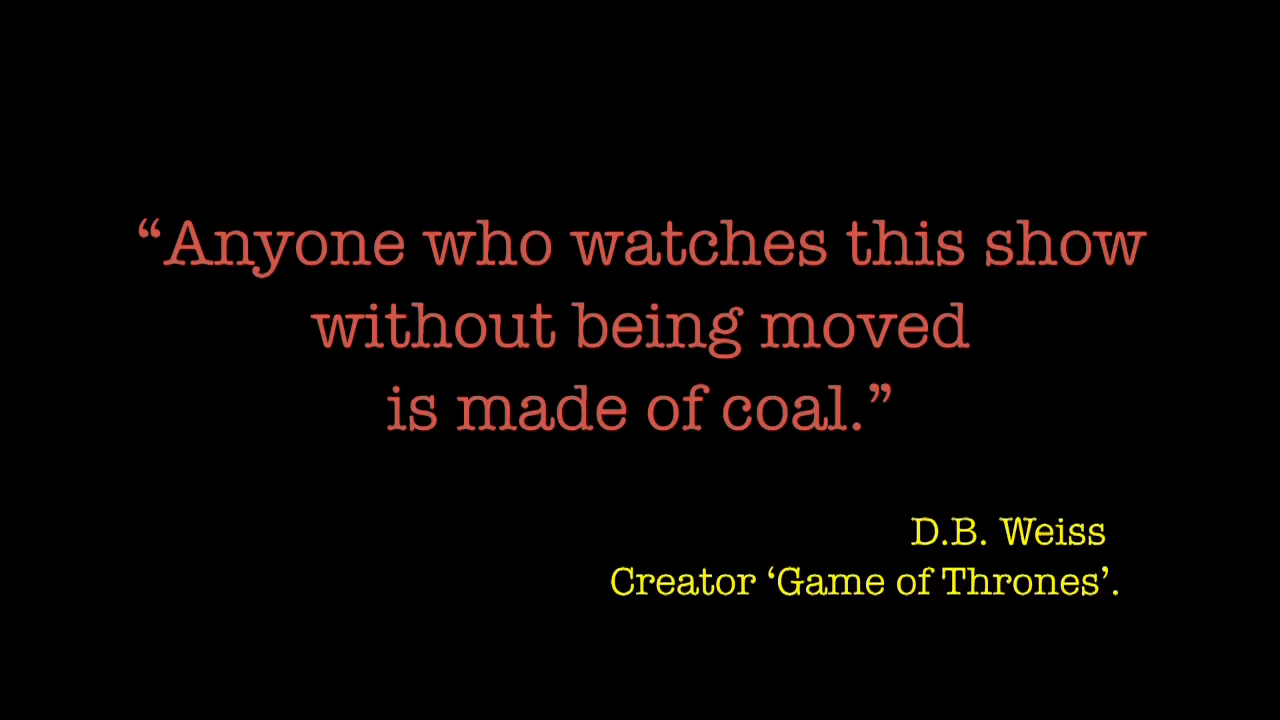 “Anyone who watches this show
without being moved
is made of coal.”
D.B. Weiss
Creator ‘Game of Thrones’.